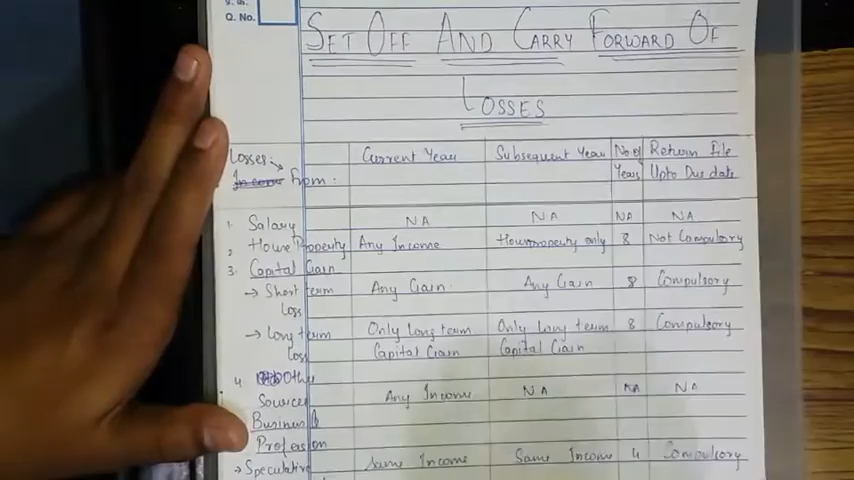 Q. No.
SET OFF AND CARRY FORWARD OF
LOSSES
Losses: Current Year Subsequent Year No. of Return File
From: Years Upto Due date
1. Salary NA NA NA NA
2. House Property Any Income House property only 8 Not Compulsory
3. Capital Gain
→ Short term Any Gain Any Gain 8 Compulsory
Loss
→ Long term Only long term Only long term 8 Compulsory
Loss Capital Gain Capital Gain
4 Other
Sources Any Income NA NA NA
Business &
Profession
→ Speculative Same Income Same Income 4 Compulsory